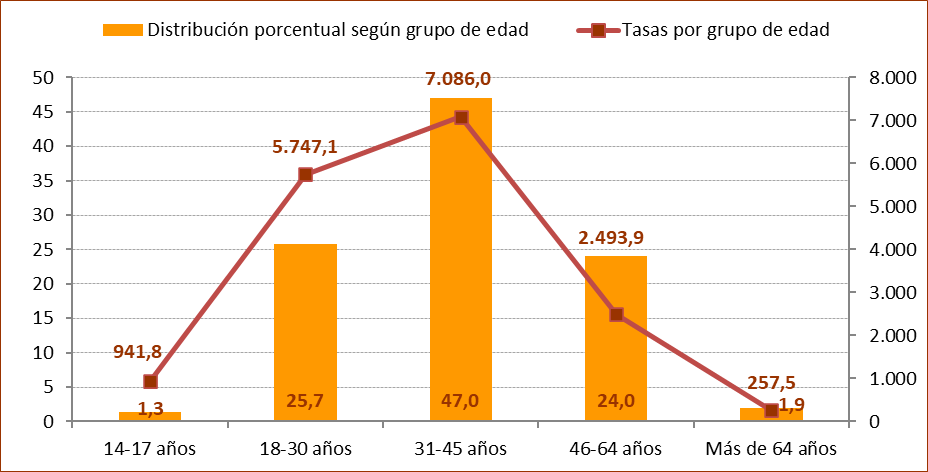 Distribución porcentual según grupo de edad Tasas por grupo de edad
50 7.086,0 8.000
45 7.000
40 5.747,1
35 6.000
30 5.000
25 2.493,9 4.000
20 3.000
15 2.000
10 941,8
5 257,5 1.000
0 1,3 25,7 47,0 24,0 1,9 0
14-17 años 18-30 años 31-45 años 46-64 años Más de 64 años